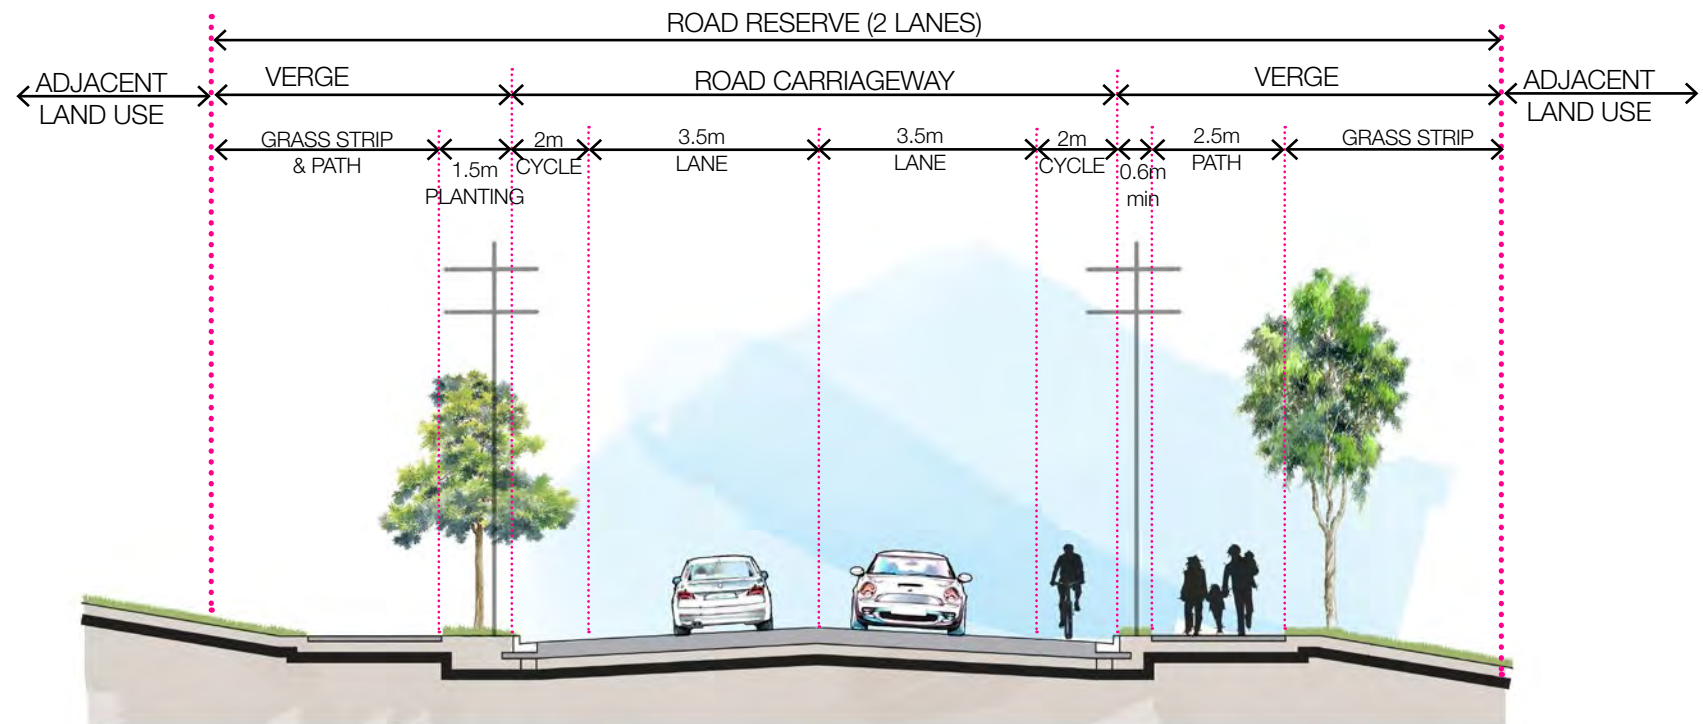 ROAD RESERVE (2 LANES)
ADJACENT
LAND USE
VERGE
ROAD CARRIAGEWAY
VERGE
ADJACENT
LAND USE
GRASS STRIP
& PATH
1.5m
PLANTING
2m
CYCLE
3.5m
LANE
3.5m
LANE
2m
CYCLE
0.6m
min
2.5m
PATH
GRASS STRIP